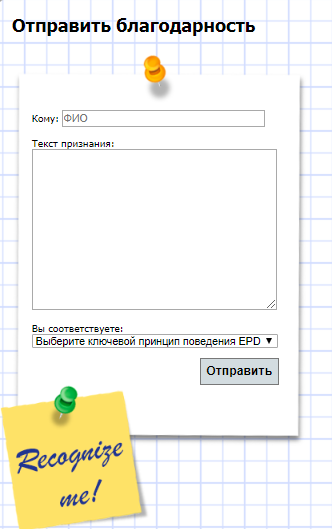 Отправить благодарность
Кому: ФИО
Текст признания:
Вы соответствуете:
Выберите ключевой принцип поведения EPD ▼
Отправить
Recognize
me!